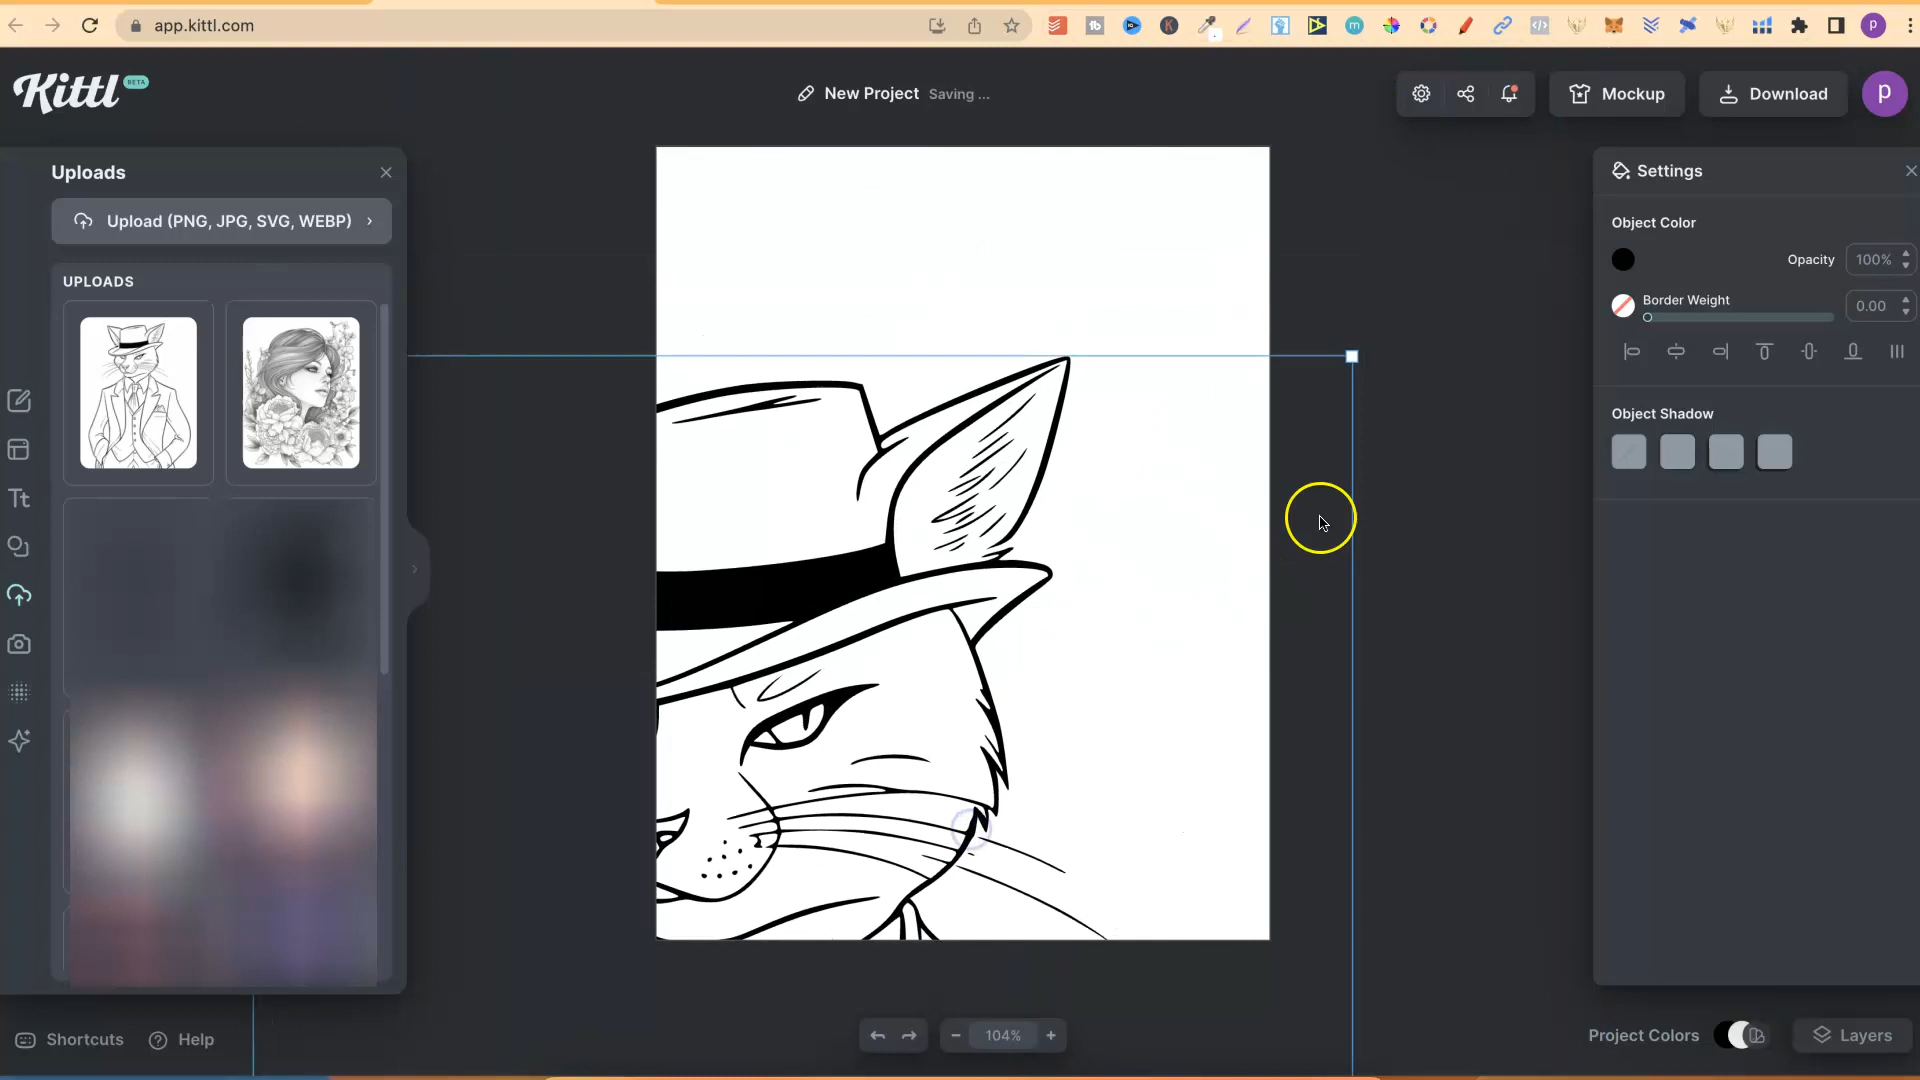 app.kittl.com
Kittl BETA
New Project Saving ...
Mockup
Download
p
Uploads
Upload (PNG, JPG, SVG, WEBP)
UPLOADS
Tt
Settings
Object Color
Opacity 100%
Border Weight 0.00
Object Shadow
Shortcuts
Help
104%
Project Colors
Layers